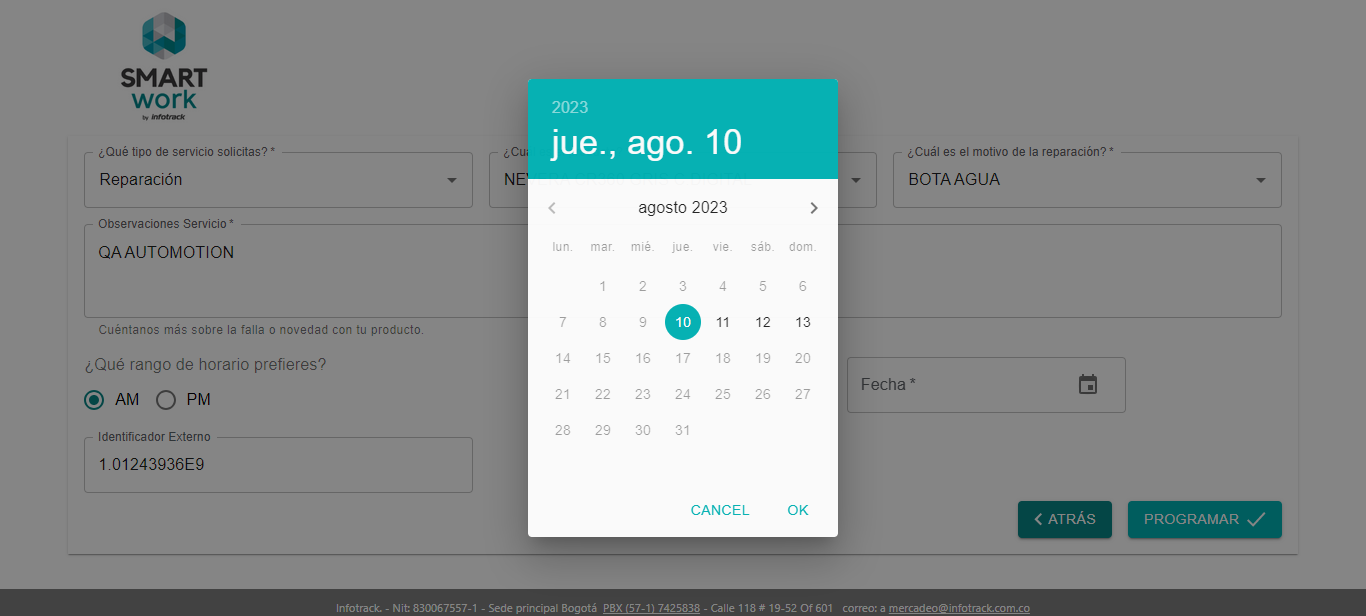 SMART
work
by infotrack
2023
jue., ago. 10
¿Qué tipo de servicio solicitas? *
Reparación
¿Cuál es el motivo de la reparación? *
BOTA AGUA
agosto 2023
lun. mar. mié. jue. vie. sáb. dom.
1 2 3 4 5 6
7 8 9 10 11 12 13
14 15 16 17 18 19 20
21 22 23 24 25 26 27
28 29 30 31
CANCEL OK
Observaciones Servicio *
QA AUTOMOTION
Cuéntanos más sobre la falla o novedad con tu producto.
¿Qué rango de horario prefieres?
AM PM
Fecha *
Identificador Externo
1.01243936E9
ATRÁS PROGRAMAR
Infotrack. - Nit: 830067557-1 - Sede principal Bogotá PBX (57-1) 7425838 - Calle 118 # 19-52 Of 601 correo: a mercadeo@infotrack.com.co